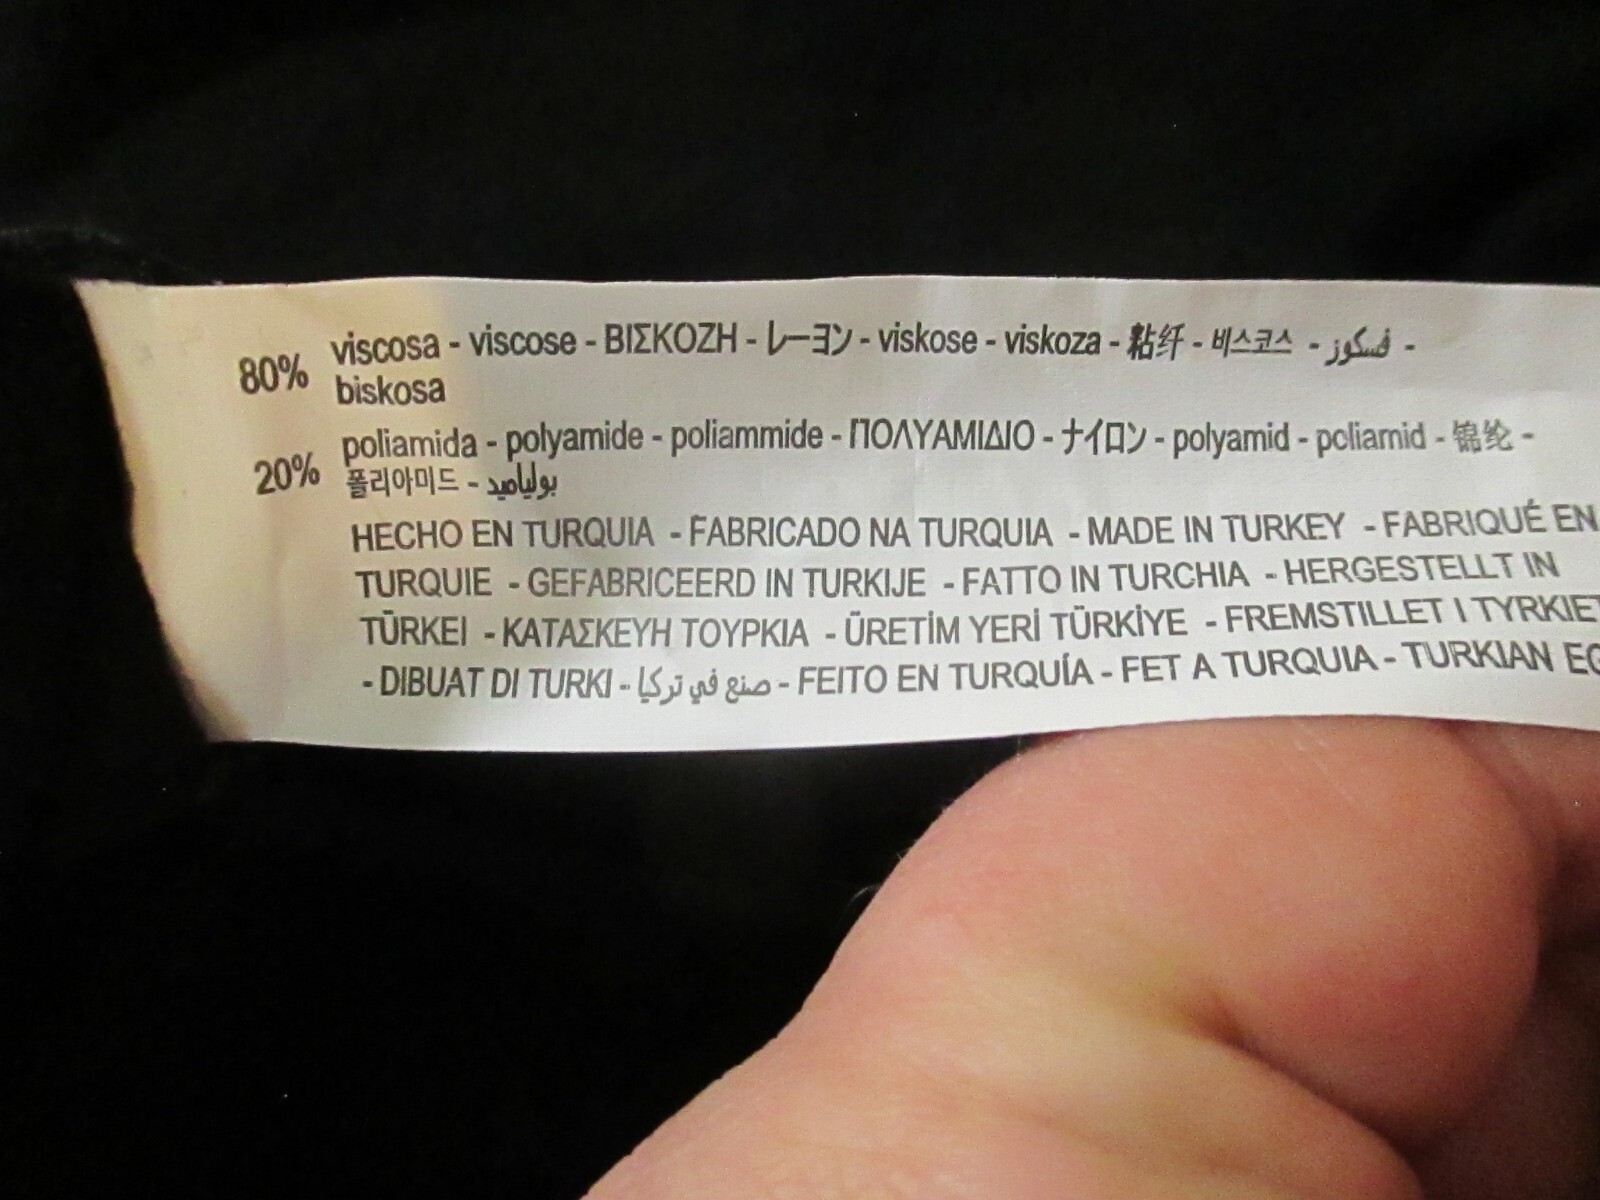 80% viscosa - viscose - ΒΙΣΚΟΖΗ - レーヨン - viskose - viskoza - 粘纤 - 비스코스 - فسكوز -
biskosa
poliamida - polyamide - poliammide - ΠΟΛΥΑΜΙΔΙΟ - ナイロン - polyamid - poliamid - 锦纶 -
20% 폴리아미드 - بولياميد
HECHO EN TURQUIA - FABRICADO NA TURQUIA - MADE IN TURKEY - FABRIQUÉ EN
TURQUIE - GEFABRICEERD IN TURKIJE - FATTO IN TURCHIA - HERGESTELLT IN
TÜRKEI - ΚΑΤΑΣΚΕΥΗ ΤΟΥΡΚΙΑ - ÜRETİM YERİ TÜRKİYE - FREMSTILLET I TYRKIET
- DIBUAT DI TURKI - صنع في تركيا - FEITO EN TURQUÍA - FET A TURQUIA - TURKIAN